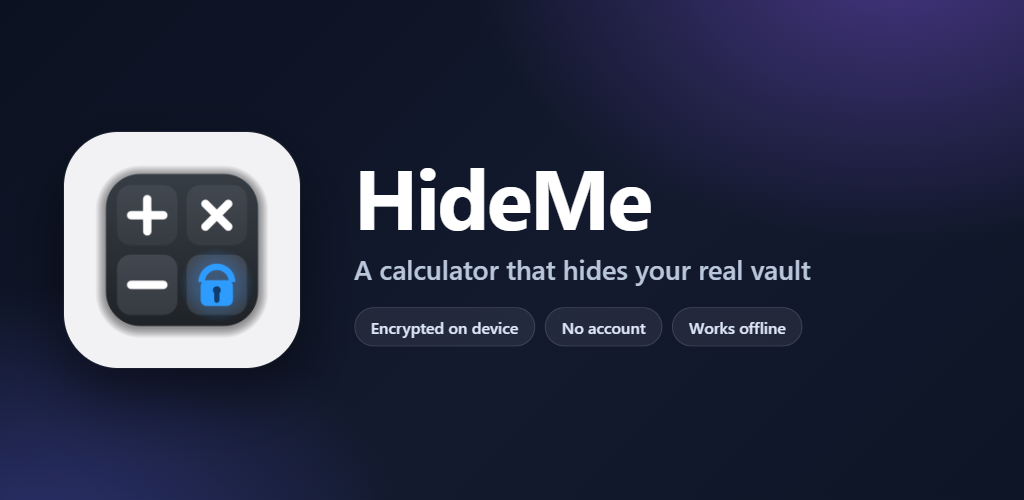 HideMe
A calculator that hides your real vault
Encrypted on device No account Works offline